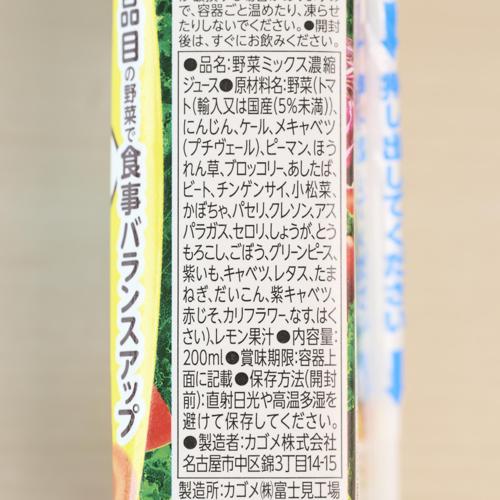 で、容器ごと温めたり、凍らせ
たりしないでください。●開封
後は、すぐにお飲みください。
●品名:野菜ミックス濃縮
ジュース●原材料名:野菜(トマ
ト(輸入又は国産(5%未満))、
にんじん、ケール、メキャベツ
(プチヴェール)、ピーマン、ほう
れん草、ブロッコリー、あしたば、
ビート、チンゲンサイ、小松菜、
かぼちゃ、パセリ、クレソン、アス
パラガス、セロリ、しょうが、とう
もろこし、ごぼう、グリーンピース、
紫いも、キャベツ、レタス、たま
ねぎ、だいこん、紫キャベツ、
赤じそ、カリフラワー、なす、はく
さい)、レモン果汁●内容量:
200ml●賞味期限:容器上
面に記載●保存方法(開封
前):直射日光や高温多湿を
避けて保存してください。
●製造者:カゴメ株式会社
名古屋市中区錦3丁目14-15
製造所:カゴメ㈱富士見工場
品目の野菜で食事バランスアップ
押し出してください